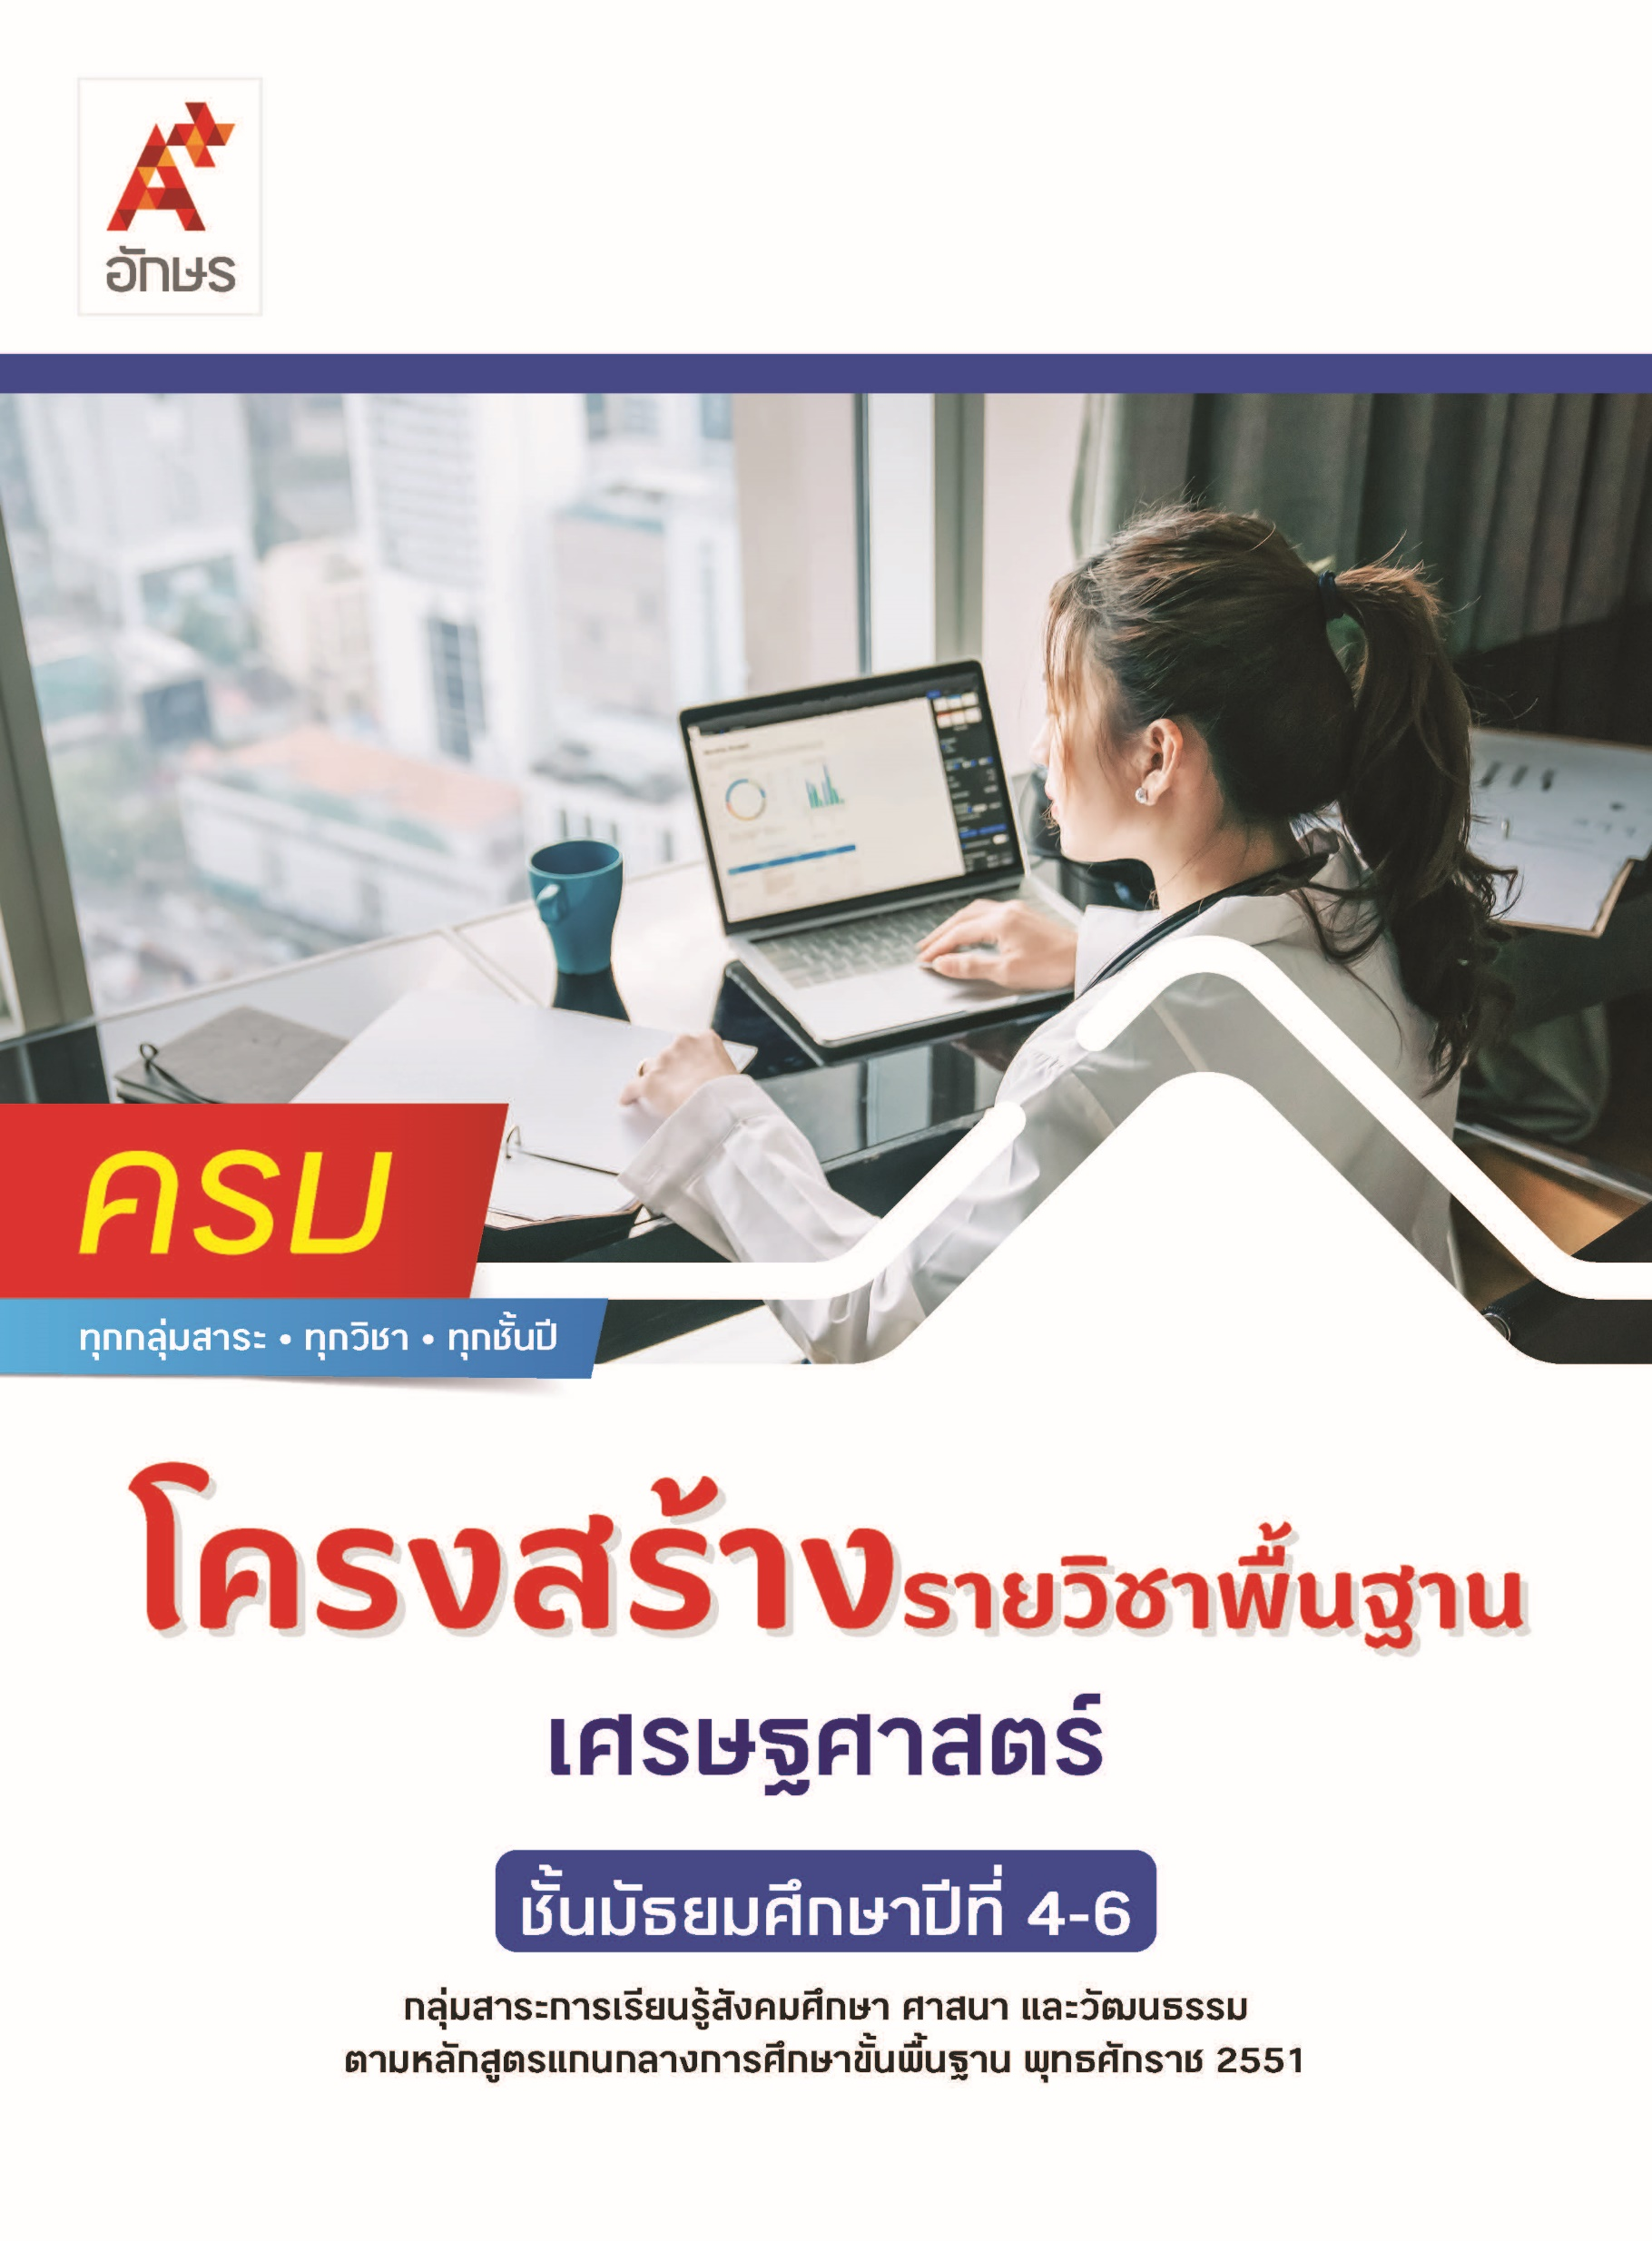 อักษร
ครบ
ทุกกลุ่มสาระ • ทุกวิชา • ทุกชั้นปี
โครงสร้างรายวิชาพื้นฐาน
เศรษฐศาสตร์
ชั้นมัธยมศึกษาปีที่ 4-6
กลุ่มสาระการเรียนรู้สังคมศึกษา ศาสนา และวัฒนธรรม
ตามหลักสูตรแกนกลางการศึกษาขั้นพื้นฐาน พุทธศักราช 2551